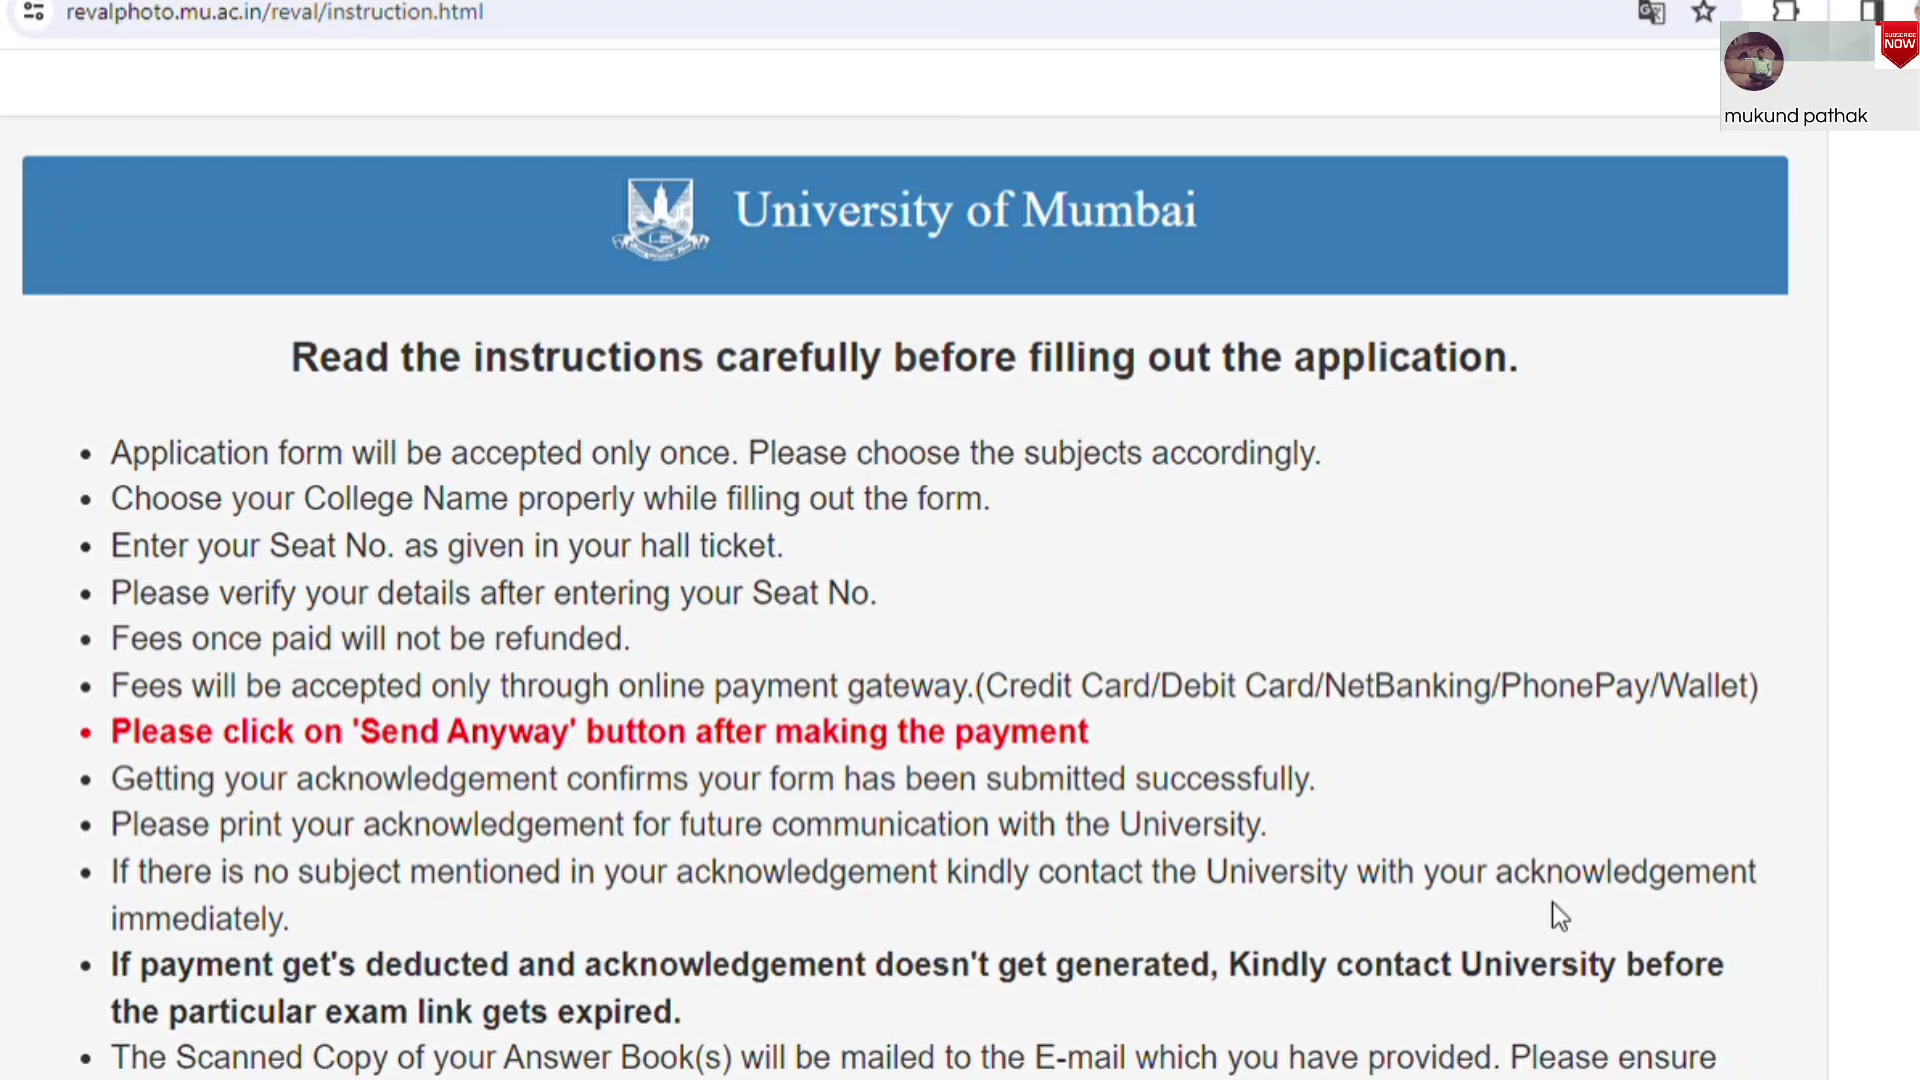 revalphoto.mu.ac.in/reval/instruction.html
SUBSCRIBE
NOW
mukund pathak
University of Mumbai
Read the instructions carefully before filling out the application.
• Application form will be accepted only once. Please choose the subjects accordingly.
• Choose your College Name properly while filling out the form.
• Enter your Seat No. as given in your hall ticket.
• Please verify your details after entering your Seat No.
• Fees once paid will not be refunded.
• Fees will be accepted only through online payment gateway.(Credit Card/Debit Card/NetBanking/PhonePay/Wallet)
• Please click on 'Send Anyway' button after making the payment
• Getting your acknowledgement confirms your form has been submitted successfully.
• Please print your acknowledgement for future communication with the University.
• If there is no subject mentioned in your acknowledgement kindly contact the University with your acknowledgement
immediately.
• If payment get's deducted and acknowledgement doesn't get generated, Kindly contact University before
the particular exam link gets expired.
• The Scanned Copy of your Answer Book(s) will be mailed to the E-mail which you have provided. Please ensure